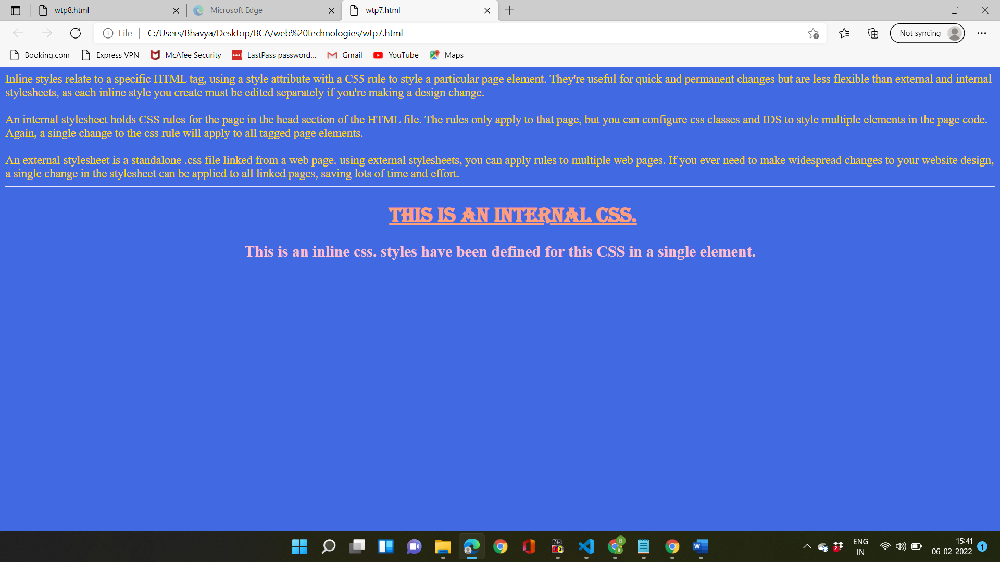 wtp8.html
Microsoft Edge
wtp7.html
File
C:/Users/Bhavya/Desktop/BCA/web%20technologies/wtp7.html
Not syncing
Booking.com
Express VPN
McAfee Security
LastPass password...
Gmail
YouTube
Maps
Inline styles relate to a specific HTML tag, using a style attribute with a C55 rule to style a particular page element. They're useful for quick and permanent changes but are less flexible than external and internal
stylesheets, as each inline style you create must be edited separately if you're making a design change.
An internal stylesheet holds CSS rules for the page in the head section of the HTML file. The rules only apply to that page, but you can configure css classes and IDS to style multiple elements in the page code.
Again, a single change to the css rule will apply to all tagged page elements.
An external stylesheet is a standalone .css file linked from a web page. using external stylesheets, you can apply rules to multiple web pages. If you ever need to make widespread changes to your website design,
a single change in the stylesheet can be applied to all linked pages, saving lots of time and effort.
THIS IS AN INTERNAL CSS.
This is an inline css. styles have been defined for this CSS in a single element.
MS
B
B
W
2
ENG
IN
15:41
06-02-2022
1